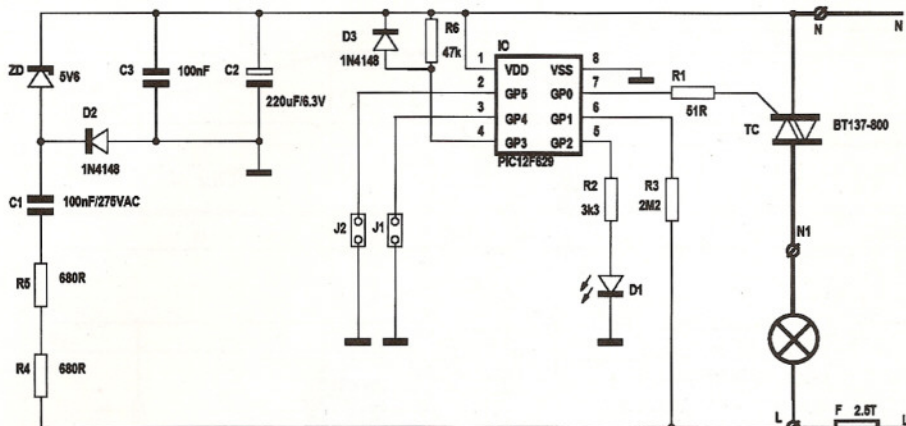 N
N
D3
1N4148
R6
47k
IC
ZD
5V6
C3
100nF
C2
220uF/6.3V
1
VDD
VSS
8
2
GP5
GP0
7
3
GP4
GP1
6
4
GP3
GP2
5
PIC12F629
R1
51R
TC
BT137-800
D2
1N4148
C1
100nF/275VAC
R2
3k3
R3
2M2
J2
J1
N1
R5
680R
D1
R4
680R
L
F 2.5T
L